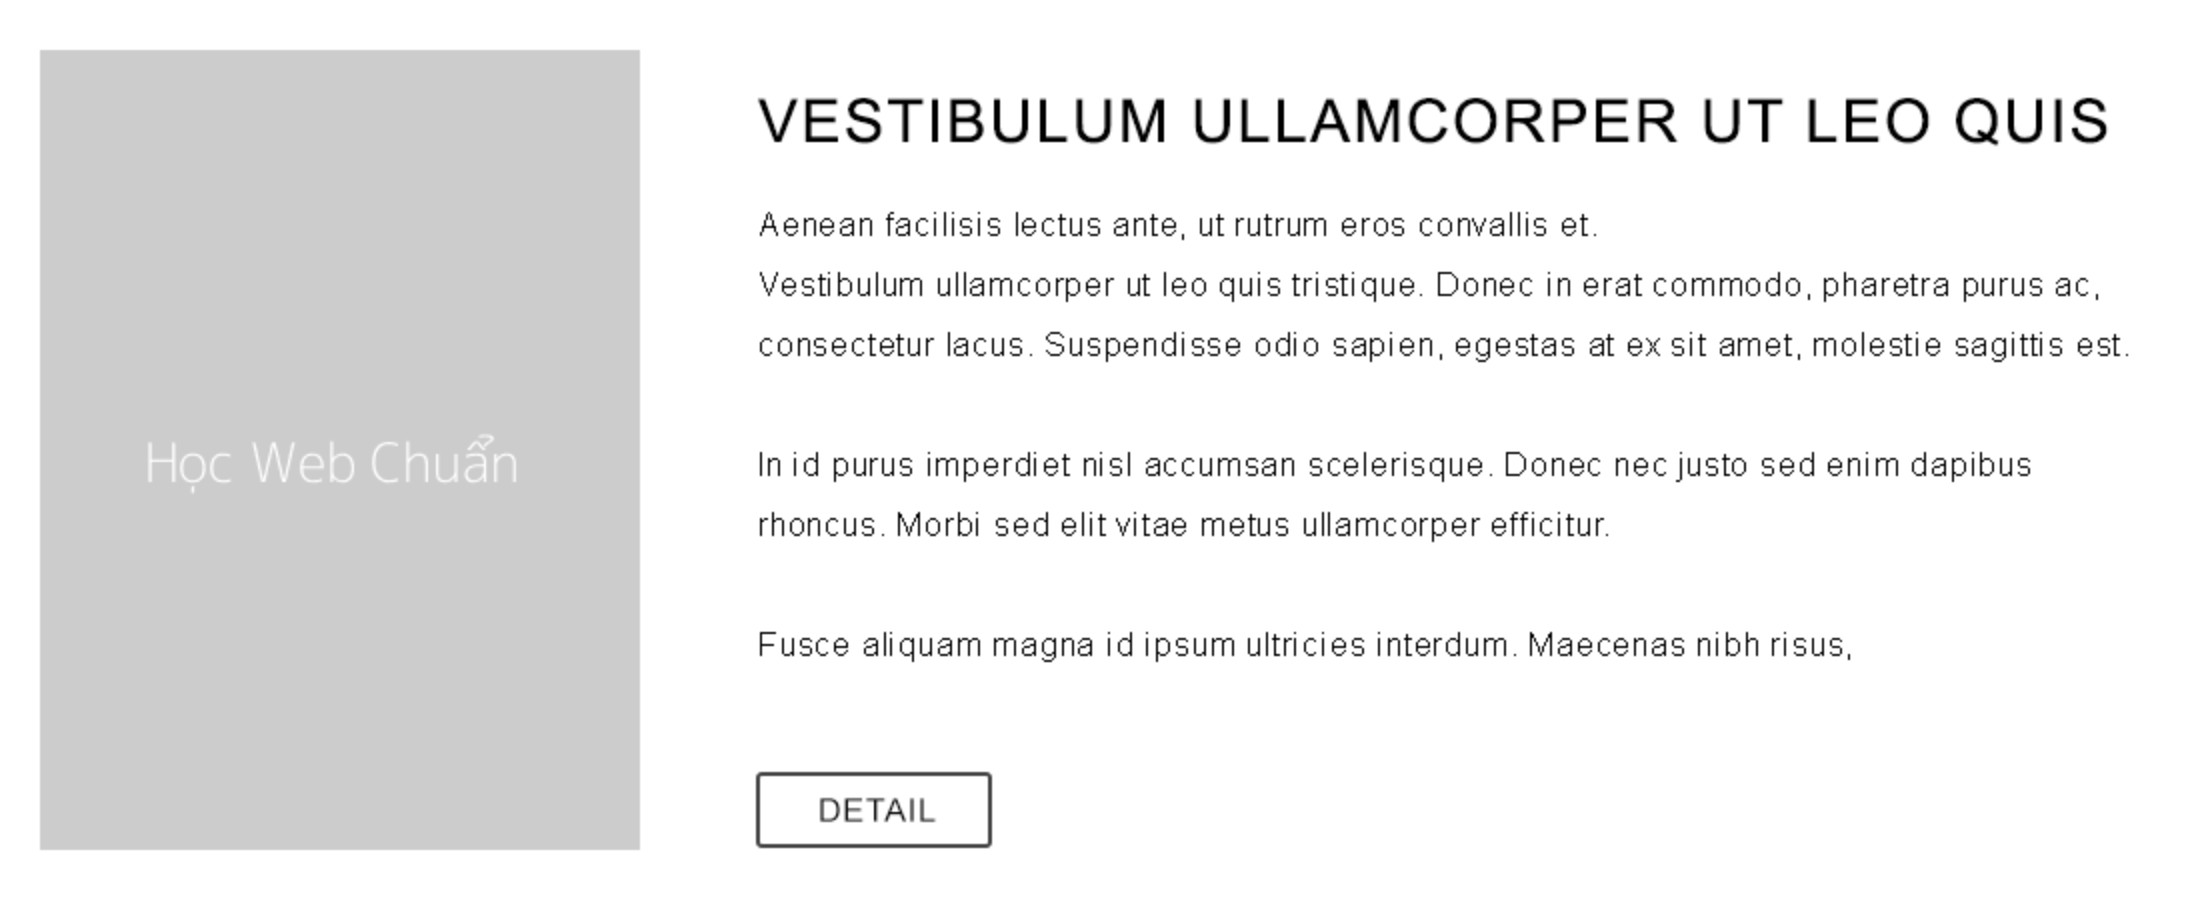 Học Web Chuẩn
VESTIBULUM ULLAMCORPER UT LEO QUIS
Aenean facilisis lectus ante, ut rutrum eros convallis et.
Vestibulum ullamcorper ut leo quis tristique. Donec in erat commodo, pharetra purus ac,
consectetur lacus. Suspendisse odio sapien, egestas at ex sit amet, molestie sagittis est.
In id purus imperdiet nisl accumsan scelerisque. Donec nec justo sed enim dapibus
rhoncus. Morbi sed elit vitae metus ullamcorper efficitur.
Fusce aliquam magna id ipsum ultricies interdum. Maecenas nibh risus,
DETAIL